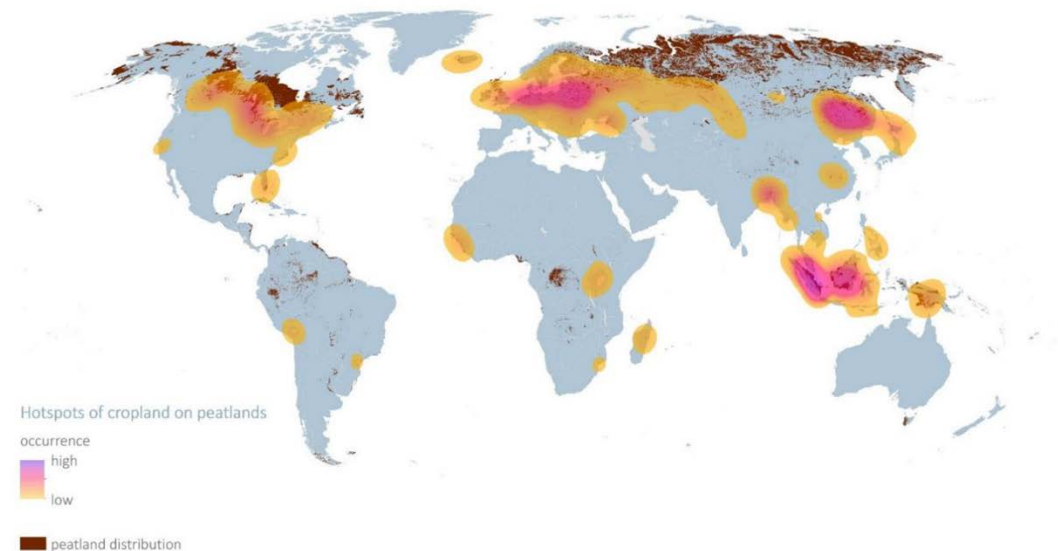 Hotspots of cropland on peatlands
occurrence
high
low
peatland distribution